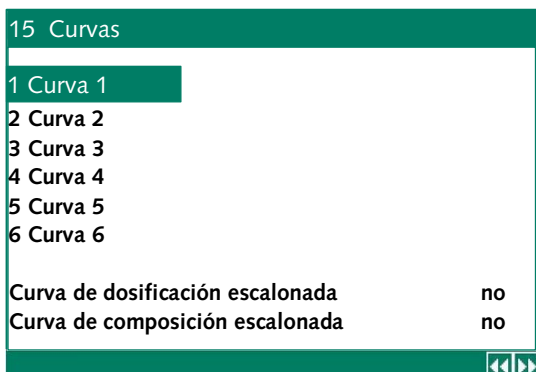 15 Curvas
1 Curva 1
2 Curva 2
3 Curva 3
4 Curva 4
5 Curva 5
6 Curva 6
Curva de dosificación escalonada no
Curva de composición escalonada no